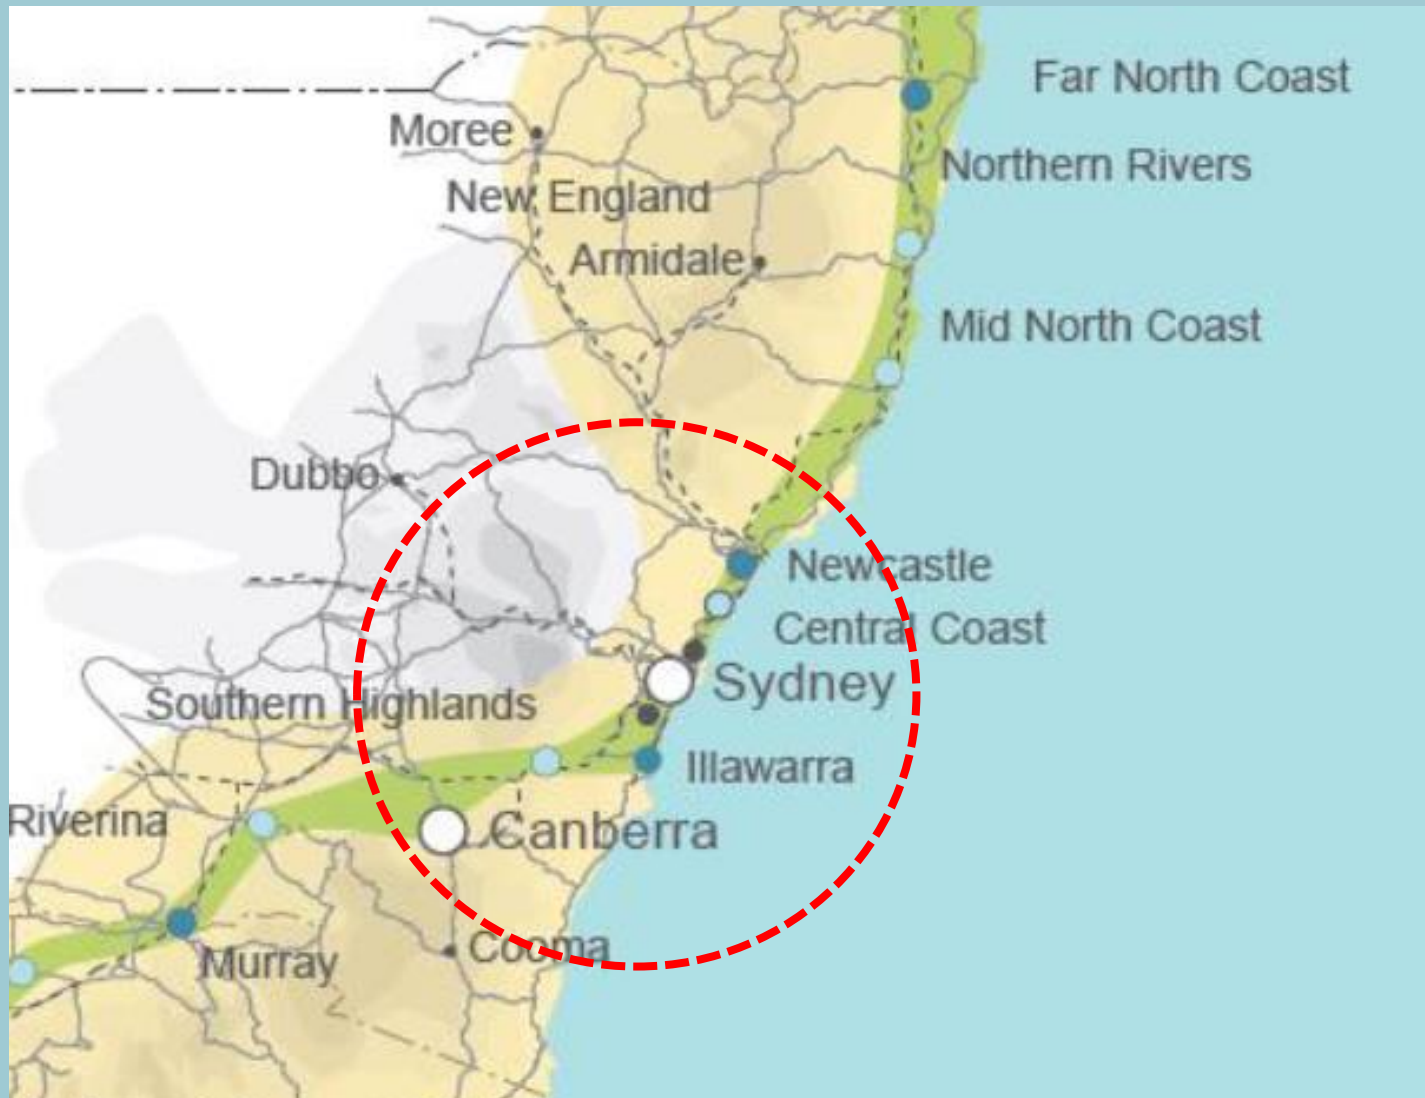 Far North Coast
Moree
Northern Rivers
New England
Armidale
Mid North Coast
Dubbo
Newcastle
Central Coast
Sydney
Southern Highlands
Illawarra
Riverina
Canberra
Cooma
Murray